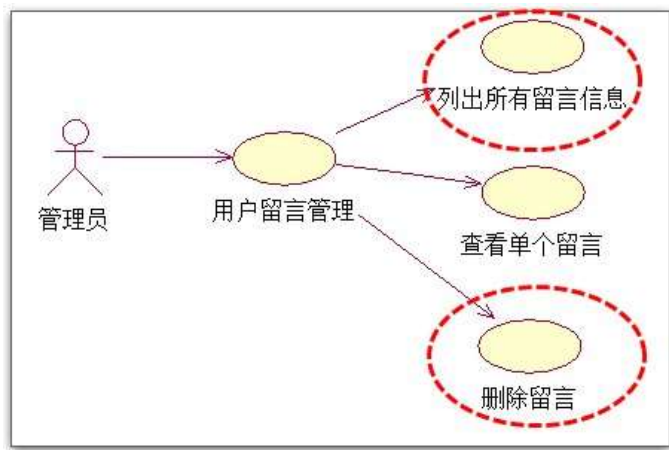 列出所有留言信息
管理员
用户留言管理
查看单个留言
删除留言